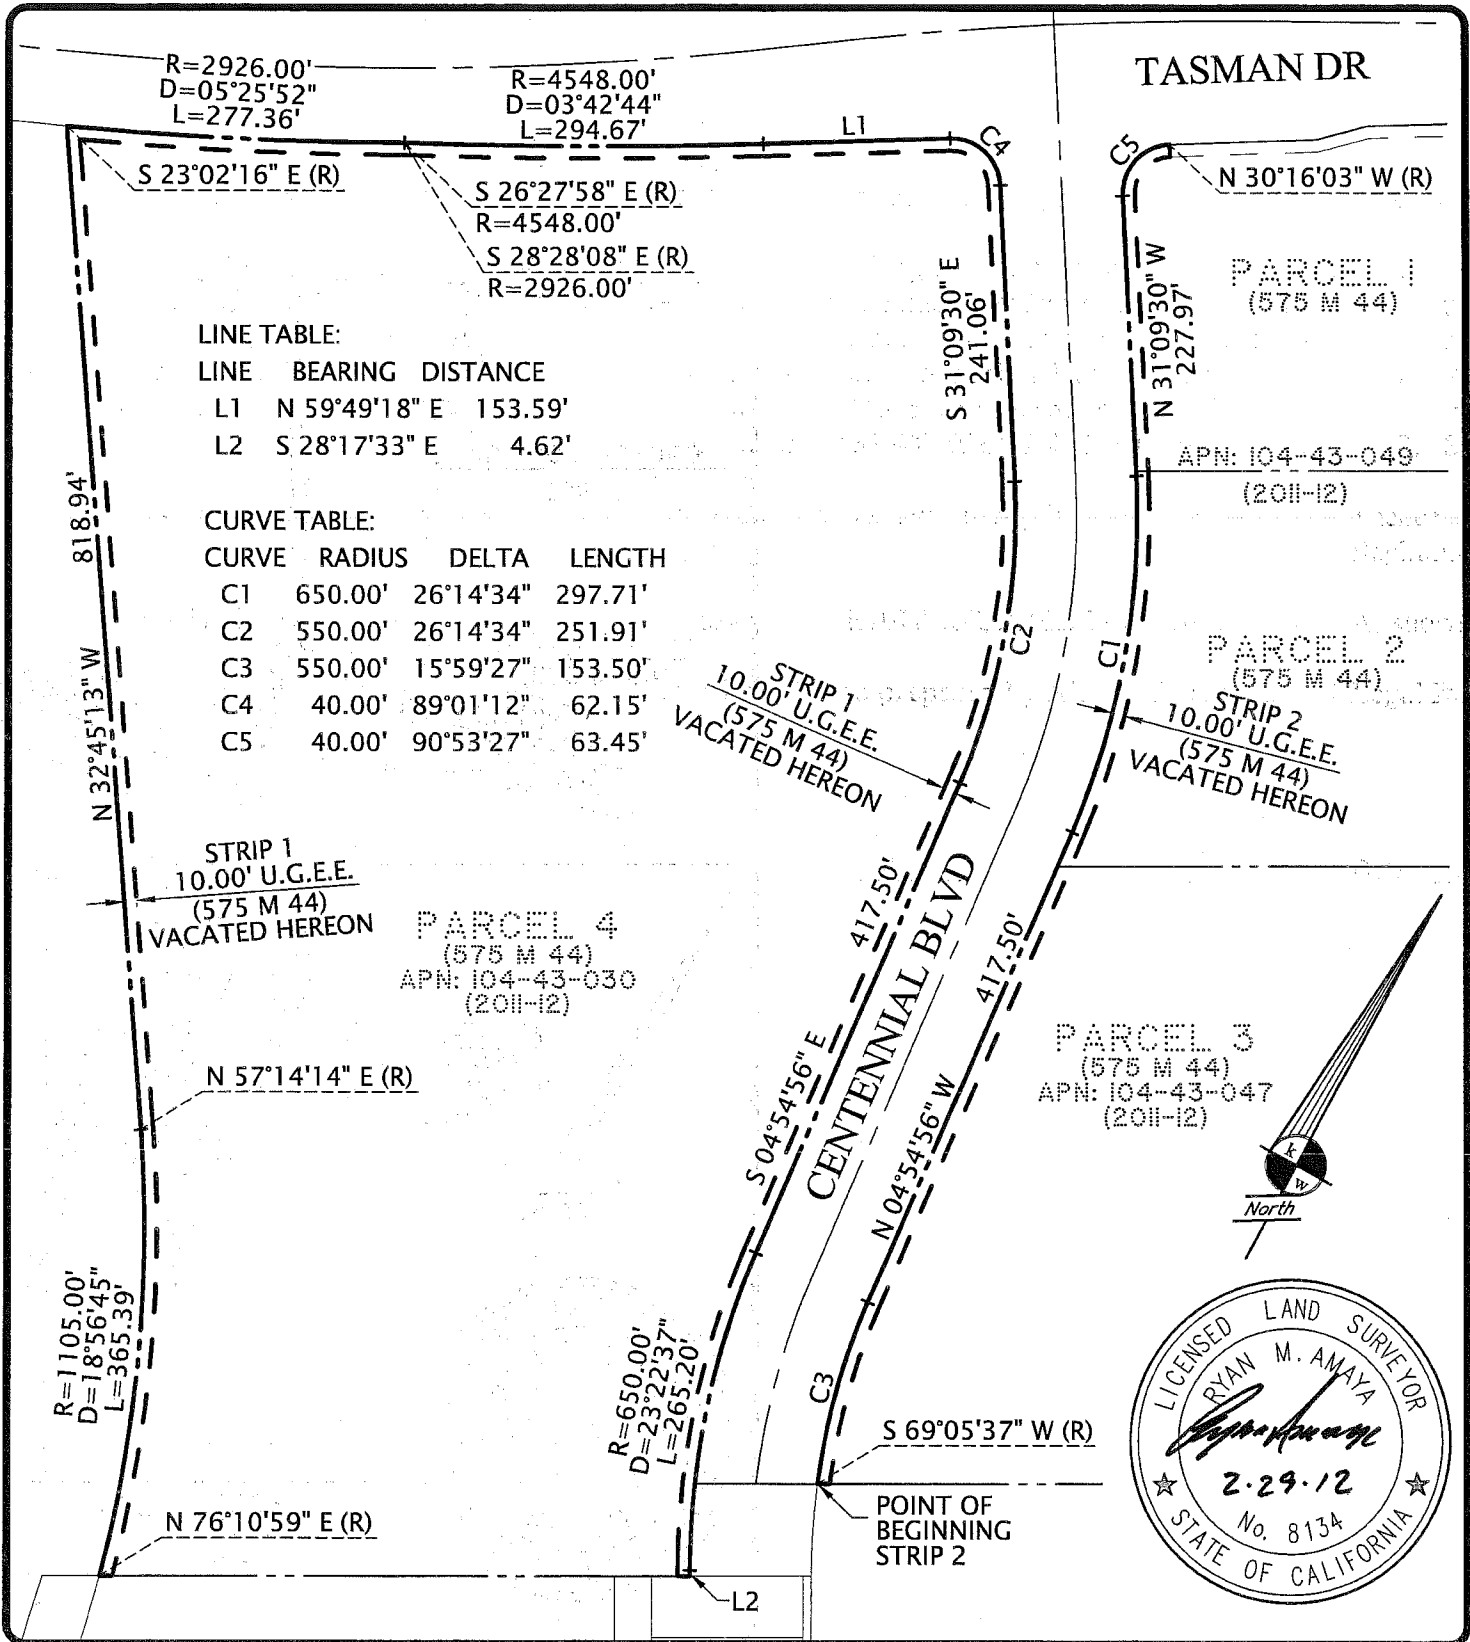 TASMAN DR
R=2926.00'
D=05°25'52"
L=277.36'
R=4548.00'
D=03°42'44"
L=294.67'
L1
C4
C5
S 23°02'16" E (R)
S 26°27'58" E (R)
R=4548.00'
S 28°28'08" E (R)
R=2926.00'
N 30°16'03" W (R)
S 31°09'30" E
241.06'
N 31°09'30" W
227.97'
PARCEL 1
(575 M 44)
LINE TABLE:
LINE BEARING DISTANCE
L1 N 59°49'18" E 153.59'
L2 S 28°17'33" E 4.62'
APN: 104-43-049
(2011-12)
CURVE TABLE:
CURVE RADIUS DELTA LENGTH
C1 650.00' 26°14'34" 297.71'
C2 550.00' 26°14'34" 251.91'
C3 550.00' 15°59'27" 153.50'
C4 40.00' 89°01'12" 62.15'
C5 40.00' 90°53'27" 63.45'
818.94'
N 32°45'13" W
C2
C1
PARCEL 2
(575 M 44)
STRIP 1
10.00' U.G.E.E.
(575 M 44)
VACATED HEREON
STRIP 2
10.00' U.G.E.E.
(575 M 44)
VACATED HEREON
STRIP 1
10.00' U.G.E.E.
(575 M 44)
VACATED HEREON
PARCEL 4
(575 M 44)
APN: 104-43-030
(2011-12)
417.50'
S 04°54'56" E
CENTENNIAL BLVD
417.50'
N 04°54'56" W
PARCEL 3
(575 M 44)
APN: 104-43-047
(2011-12)
N 57°14'14" E (R)
k
w
North
R=1105.00'
D=18°56'45"
L=365.39'
R=650.00'
D=23°22'37"
L=265.20'
C3
S 69°05'37" W (R)
POINT OF
BEGINNING
STRIP 2
N 76°10'59" E (R)
L2
LICENSED LAND SURVEYOR
RYAN M. AMAYA
2.29.12
No. 8134
STATE OF CALIFORNIA